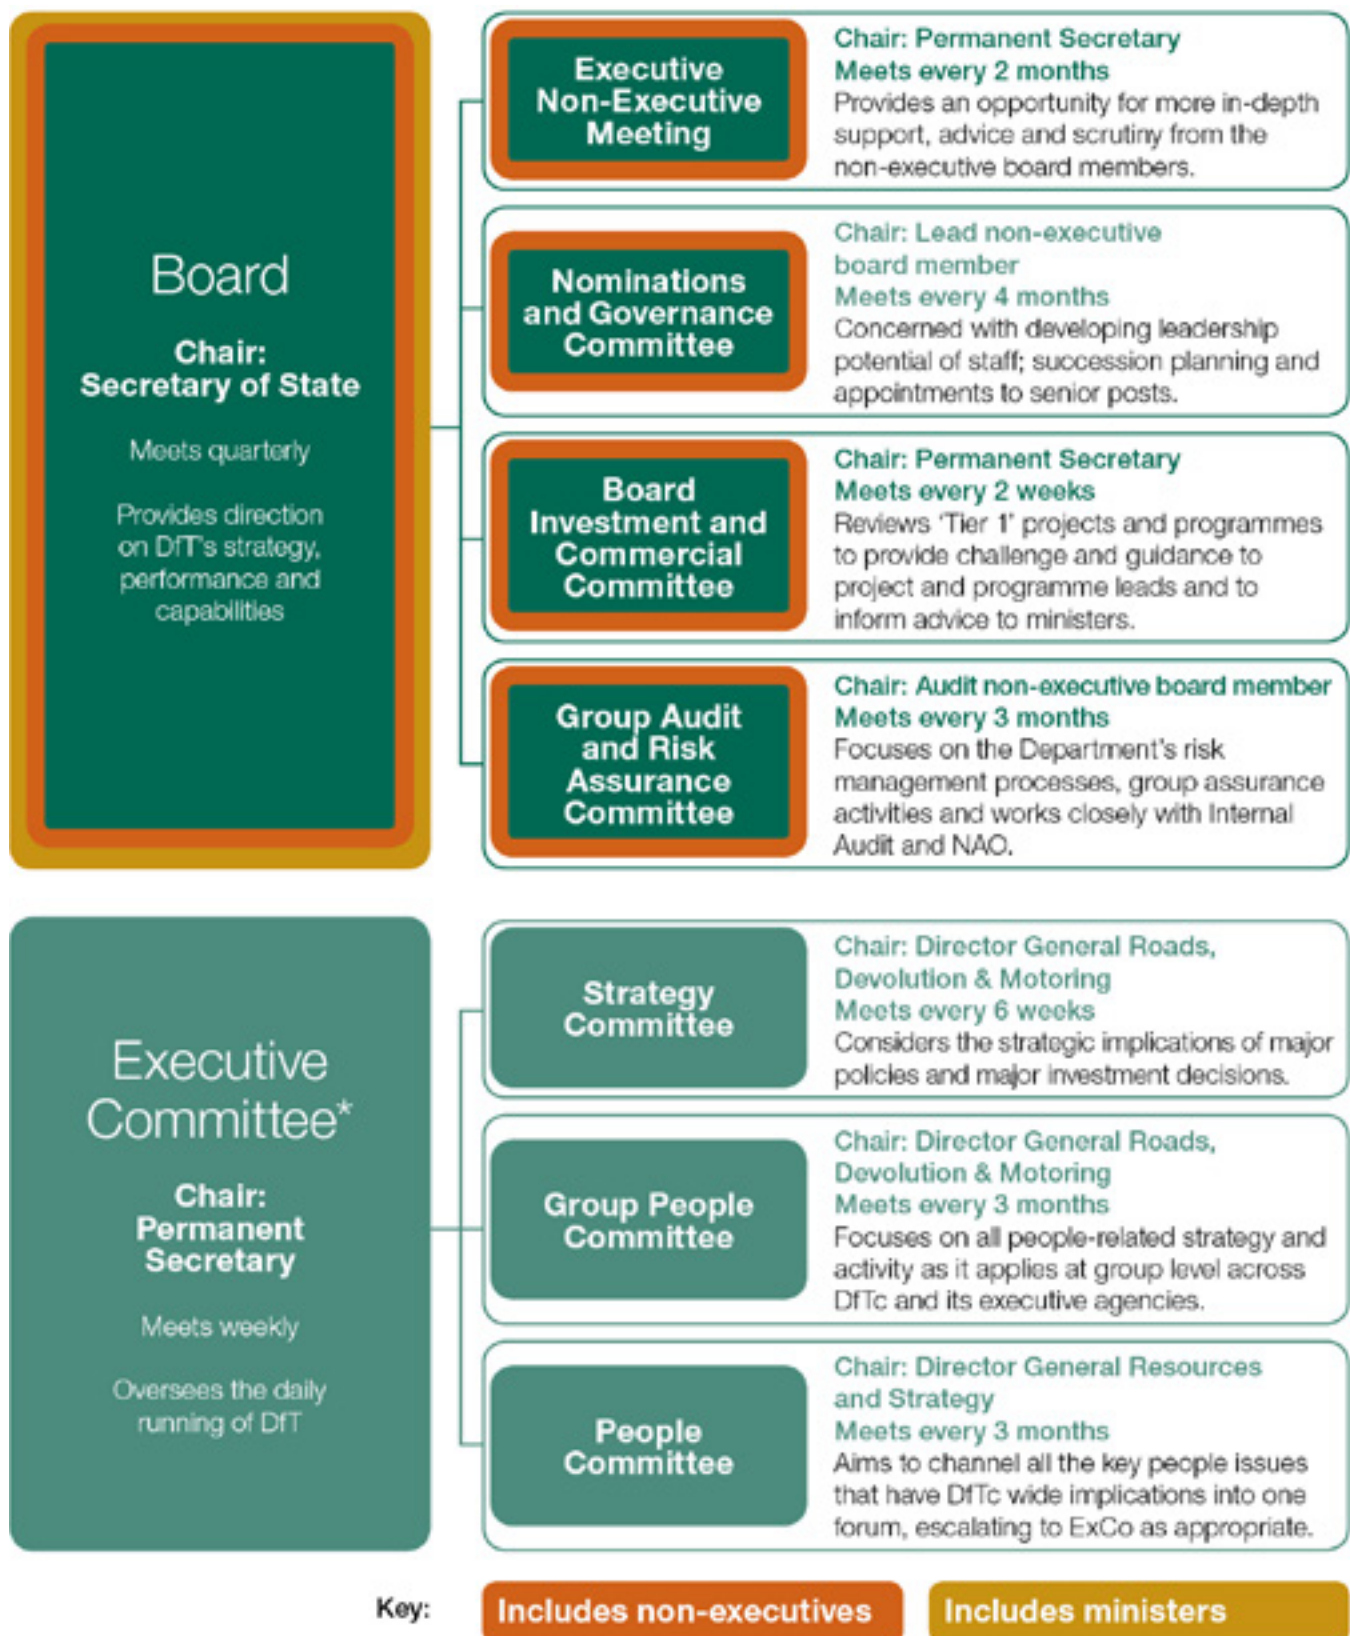 Board
Chair:
Secretary of State
Meets quarterly
Provides direction
on DfT's strategy,
performance and
capabilities
Executive
Non-Executive
Meeting
Chair: Permanent Secretary
Meets every 2 months
Provides an opportunity for more in-depth
support, advice and scrutiny from the
non-executive board members.
Nominations
and Governance
Committee
Chair: Lead non-executive
board member
Meets every 4 months
Concerned with developing leadership
potential of staff; succession planning and
appointments to senior posts.
Board
Investment and
Commercial
Committee
Chair: Permanent Secretary
Meets every 2 weeks
Reviews ‘Tier 1’ projects and programmes
to provide challenge and guidance to
project and programme leads and to
inform advice to ministers.
Group Audit
and Risk
Assurance
Committee
Chair: Audit non-executive board member
Meets every 3 months
Focuses on the Department's risk
management processes, group assurance
activities and works closely with Internal
Audit and NAO.
Executive
Committee*
Chair:
Permanent
Secretary
Meets weekly
Oversees the daily
running of DfT
Strategy
Committee
Chair: Director General Roads,
Devolution & Motoring
Meets every 6 weeks
Considers the strategic implications of major
policies and major investment decisions.
Group People
Committee
Chair: Director General Roads,
Devolution & Motoring
Meets every 3 months
Focuses on all people-related strategy and
activity as it applies at group level across
DfTc and its executive agencies.
People
Committee
Chair: Director General Resources
and Strategy
Meets every 3 months
Aims to channel all the key people issues
that have DfTc wide implications into one
forum, escalating to ExCo as appropriate.
Key:
Includes non-executives
Includes ministers